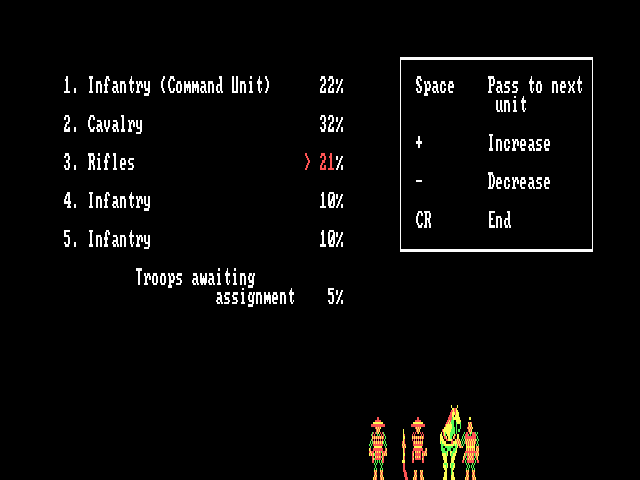 1. Infantry (Command Unit) 22%
2. Cavalry 32%
3. Rifles > 21%
4. Infantry 10%
5. Infantry 10%
Troops awaiting
assignment 5%
Space Pass to next
unit
+ Increase
- Decrease
CR End